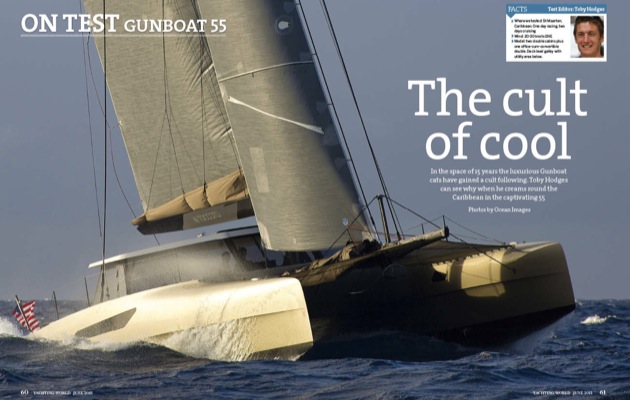 ON TEST GUNBOAT 55
FACTS
Test Editor: Toby Hodges
The cult
of cool
In the space of 15 years the luxurious Gunboat
cats have gained a cult following. Toby Hodges
can see why when he creams round the
Caribbean in the captivating 55
Photos by Ocean Images
60 YACHTING WORLD JUNE
YACHTING WORLD JUNE 61